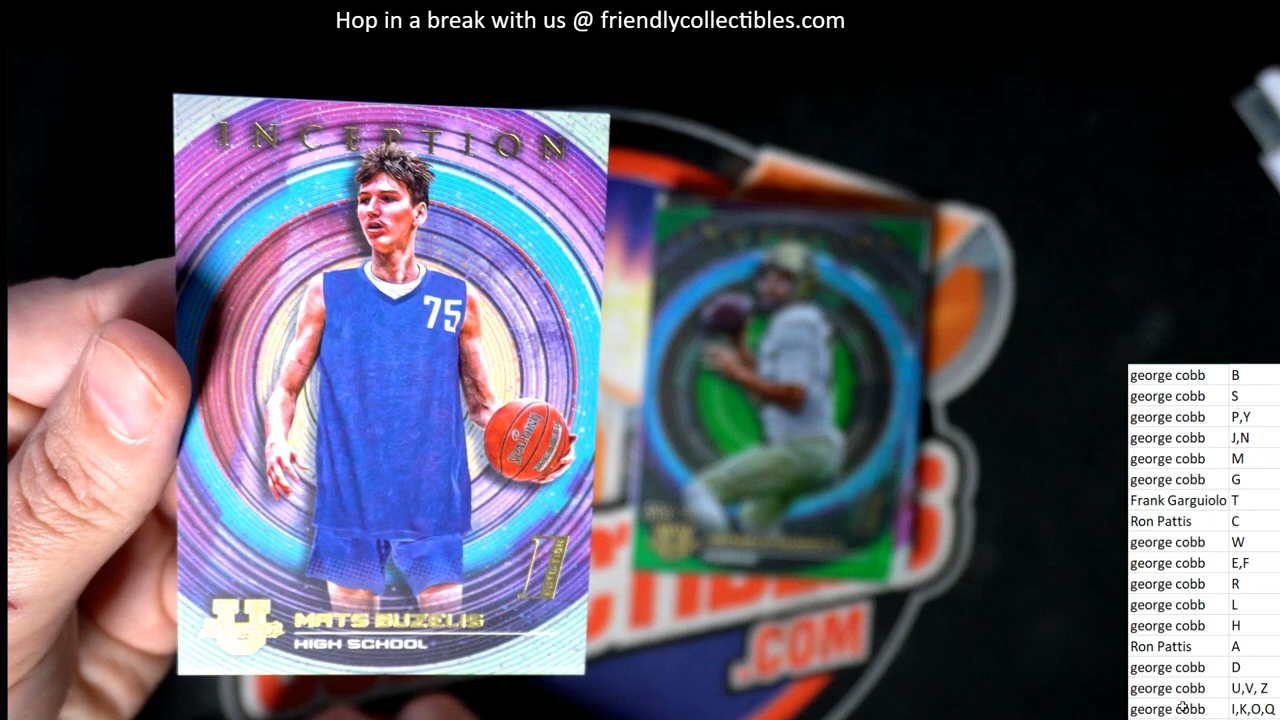 Hop in a break with us @ friendlycollectibles.com
INCEPTION
75
SPALDING
MATS BUZELIS
HIGH SCHOOL
.COM
george cobb B
george cobb S
george cobb P,Y
george cobb J,N
george cobb M
george cobb G
Frank Garguiolo T
Ron Pattis C
george cobb W
george cobb E,F
george cobb R
george cobb L
george cobb H
Ron Pattis A
george cobb D
george cobb U,V, Z
george cobb I,K,O,Q